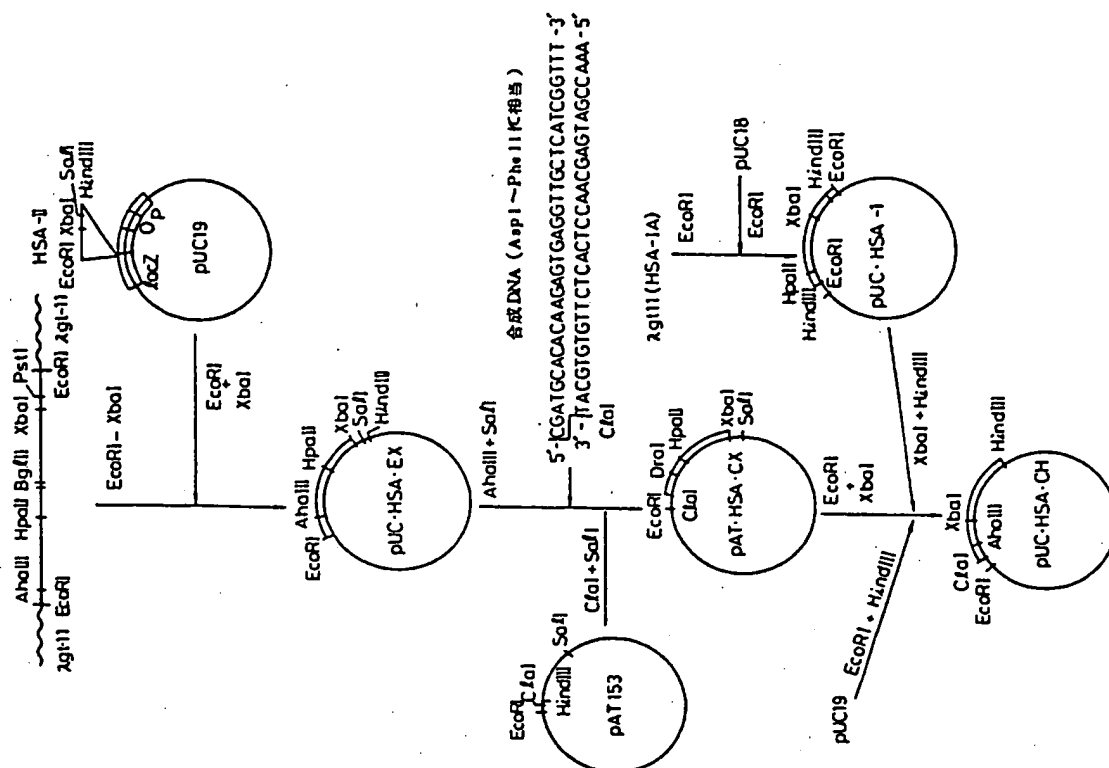 HSA-II
λgt-11 EcoRI AhaIII HpaII BglII XbaI PstI EcoRI λgt-11
EcoRI XbaI SalI HindIII
lacZ O P
pUC19
EcoRI-XbaI
EcoRI + XbaI
EcoRI AhaIII HpaII XbaI SalI HindIII
pUC·HSA·EX
AhaIII + SalI
合成DNA (Asp1~Phe11に相当)
5'-CGATGCACACAAGAGTGAGGTTGCTCATCGGTTT-3'
3'-TACGTGTGTTCTCACTCCAACGAGTAGCCAAA-5'
ClaI
EcoRI ClaI HindIII SalI
pAT153
ClaI + SalI
EcoRI ClaI DraI HpaII XbaI SalI
pAT·HSA·CX
EcoRI + XbaI
λgt11 (HSA-1A)
EcoRI
pUC18
EcoRI
HindIII HpaII EcoRI XbaI HindIII EcoRI
pUC·HSA-1
XbaI + HindIII
pUC19
EcoRI + HindIII
EcoRI ClaI AhaIII XbaI HindIII
pUC·HSA·CH